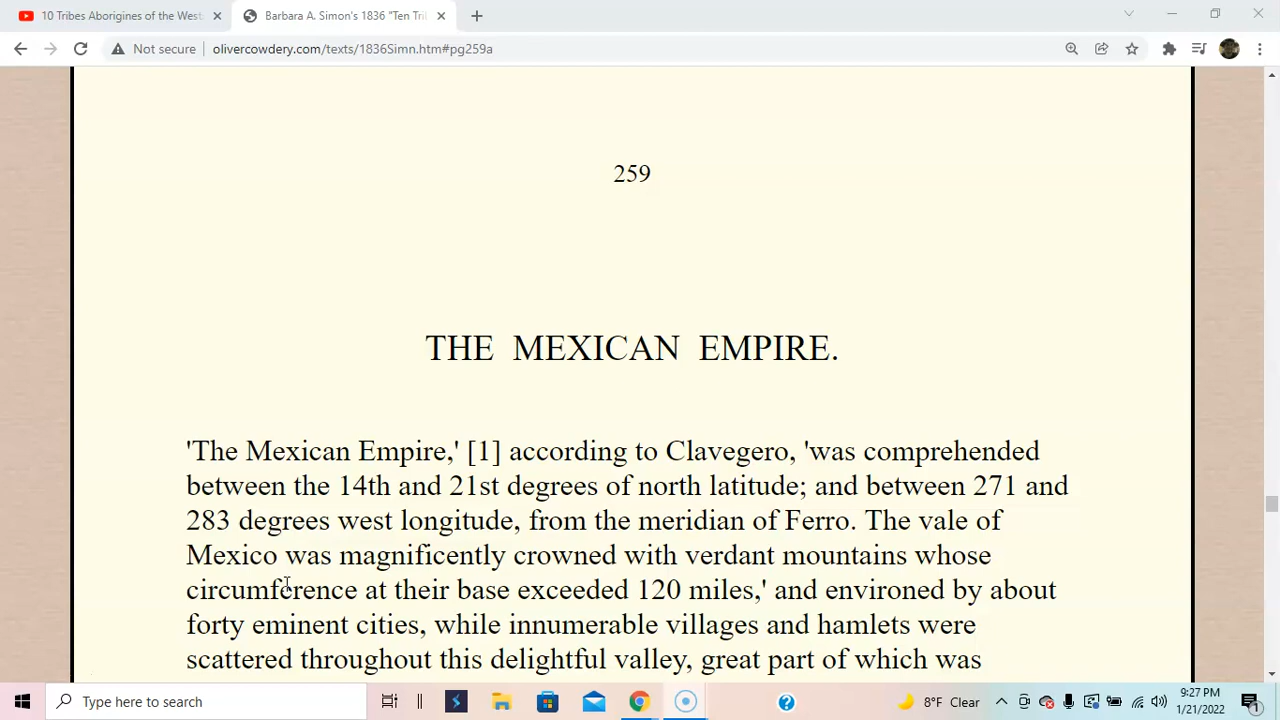 10 Tribes Aborigines of the West
Barbara A. Simon's 1836 "Ten Tri
Not secure
olivercowdery.com/texts/1836Simn.htm#pg259a
259
THE MEXICAN EMPIRE.
'The Mexican Empire,' [1] according to Clavegero, 'was comprehended
between the 14th and 21st degrees of north latitude; and between 271 and
283 degrees west longitude, from the meridian of Ferro. The vale of
Mexico was magnificently crowned with verdant mountains whose
circumference at their base exceeded 120 miles,' and environed by about
forty eminent cities, while innumerable villages and hamlets were
scattered throughout this delightful valley, great part of which was
Type here to search
8°F Clear
9:27 PM
1/21/2022
1